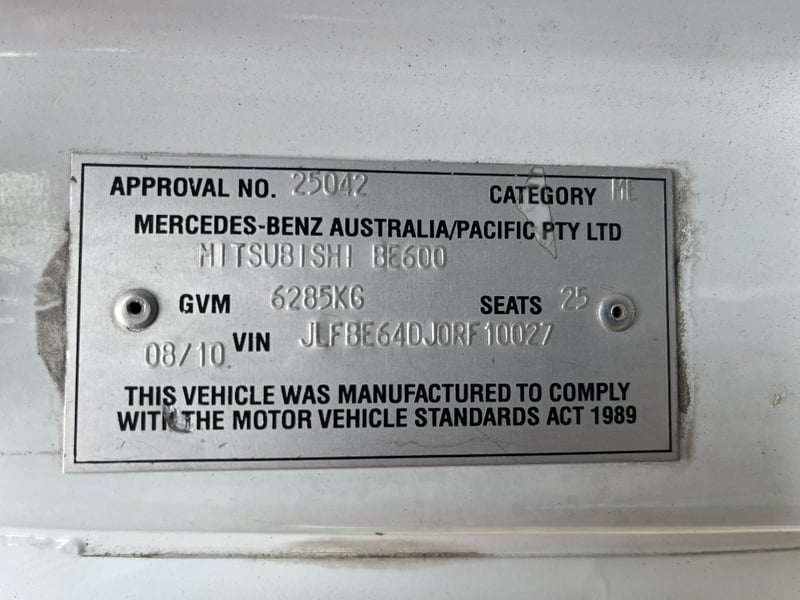 APPROVAL NO. 25042 CATEGORY ME
MERCEDES-BENZ AUSTRALIA/PACIFIC PTY LTD
MITSUBISHI BE600
GVM 6285KG SEATS 25
08/10 VIN JLFBE64DJ0RF10027
THIS VEHICLE WAS MANUFACTURED TO COMPLY
WITH THE MOTOR VEHICLE STANDARDS ACT 1989